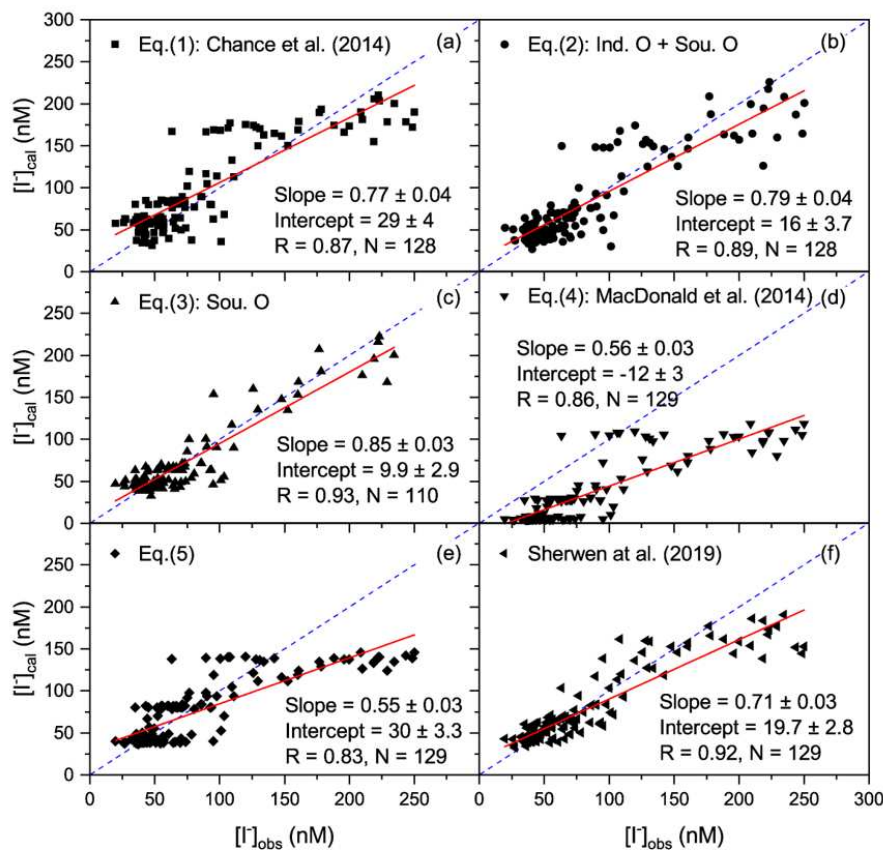 300
250
200
150
100
50
0
[I⁻]cal (nM)
■ Eq.(1): Chance et al. (2014)
(a)
Slope = 0.77 ± 0.04
Intercept = 29 ± 4
R = 0.87, N = 128
● Eq.(2): Ind. O + Sou. O
(b)
Slope = 0.79 ± 0.04
Intercept = 16 ± 3.7
R = 0.89, N = 128
250
200
150
100
50
0
[I⁻]cal (nM)
▲ Eq.(3): Sou. O
(c)
Slope = 0.85 ± 0.03
Intercept = 9.9 ± 2.9
R = 0.93, N = 110
▼ Eq.(4): MacDonald et al. (2014)
(d)
Slope = 0.56 ± 0.03
Intercept = -12 ± 3
R = 0.86, N = 129
250
200
150
100
50
0
[I⁻]cal (nM)
◆ Eq.(5)
(e)
Slope = 0.55 ± 0.03
Intercept = 30 ± 3.3
R = 0.83, N = 129
◄ Sherwen at al. (2019)
(f)
Slope = 0.71 ± 0.03
Intercept = 19.7 ± 2.8
R = 0.92, N = 129
0 50 100 150 200 250 0 50 100 150 200 250 300
[I⁻]obs (nM)
[I⁻]obs (nM)